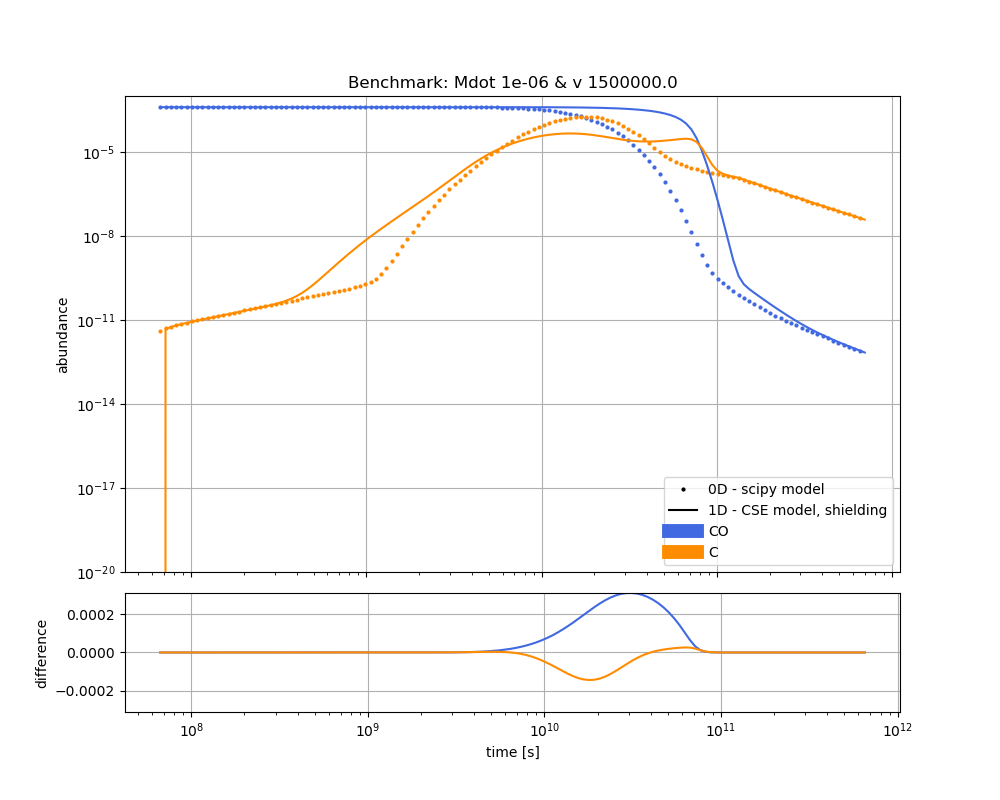 Benchmark: Mdot 1e-06 & v 1500000.0
abundance
10⁻⁵
10⁻⁸
10⁻¹¹
10⁻¹⁴
10⁻¹⁷
10⁻²⁰
0D - scipy model
1D - CSE model, shielding
CO
C
difference
0.0002
0.0000
−0.0002
10⁸ 10⁹ 10¹⁰ 10¹¹ 10¹²
time [s]